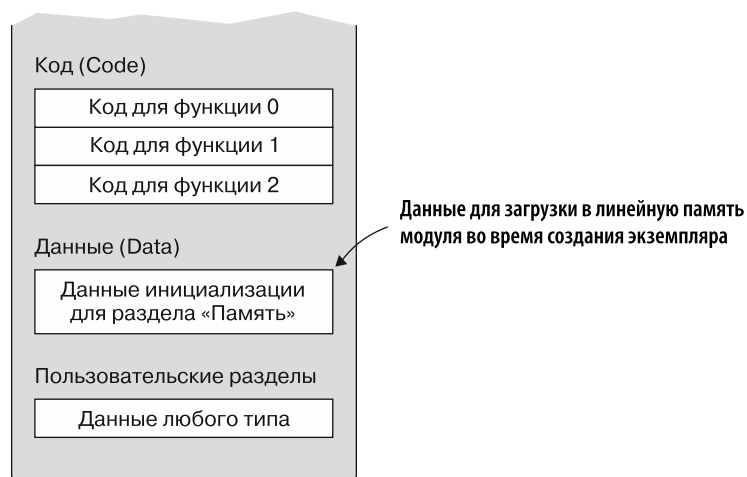 Код (Code)
Код для функции 0
Код для функции 1
Код для функции 2
Данные для загрузки в линейную память
модуля во время создания экземпляра
Данные (Data)
Данные инициализации
для раздела «Память»
Пользовательские разделы
Данные любого типа